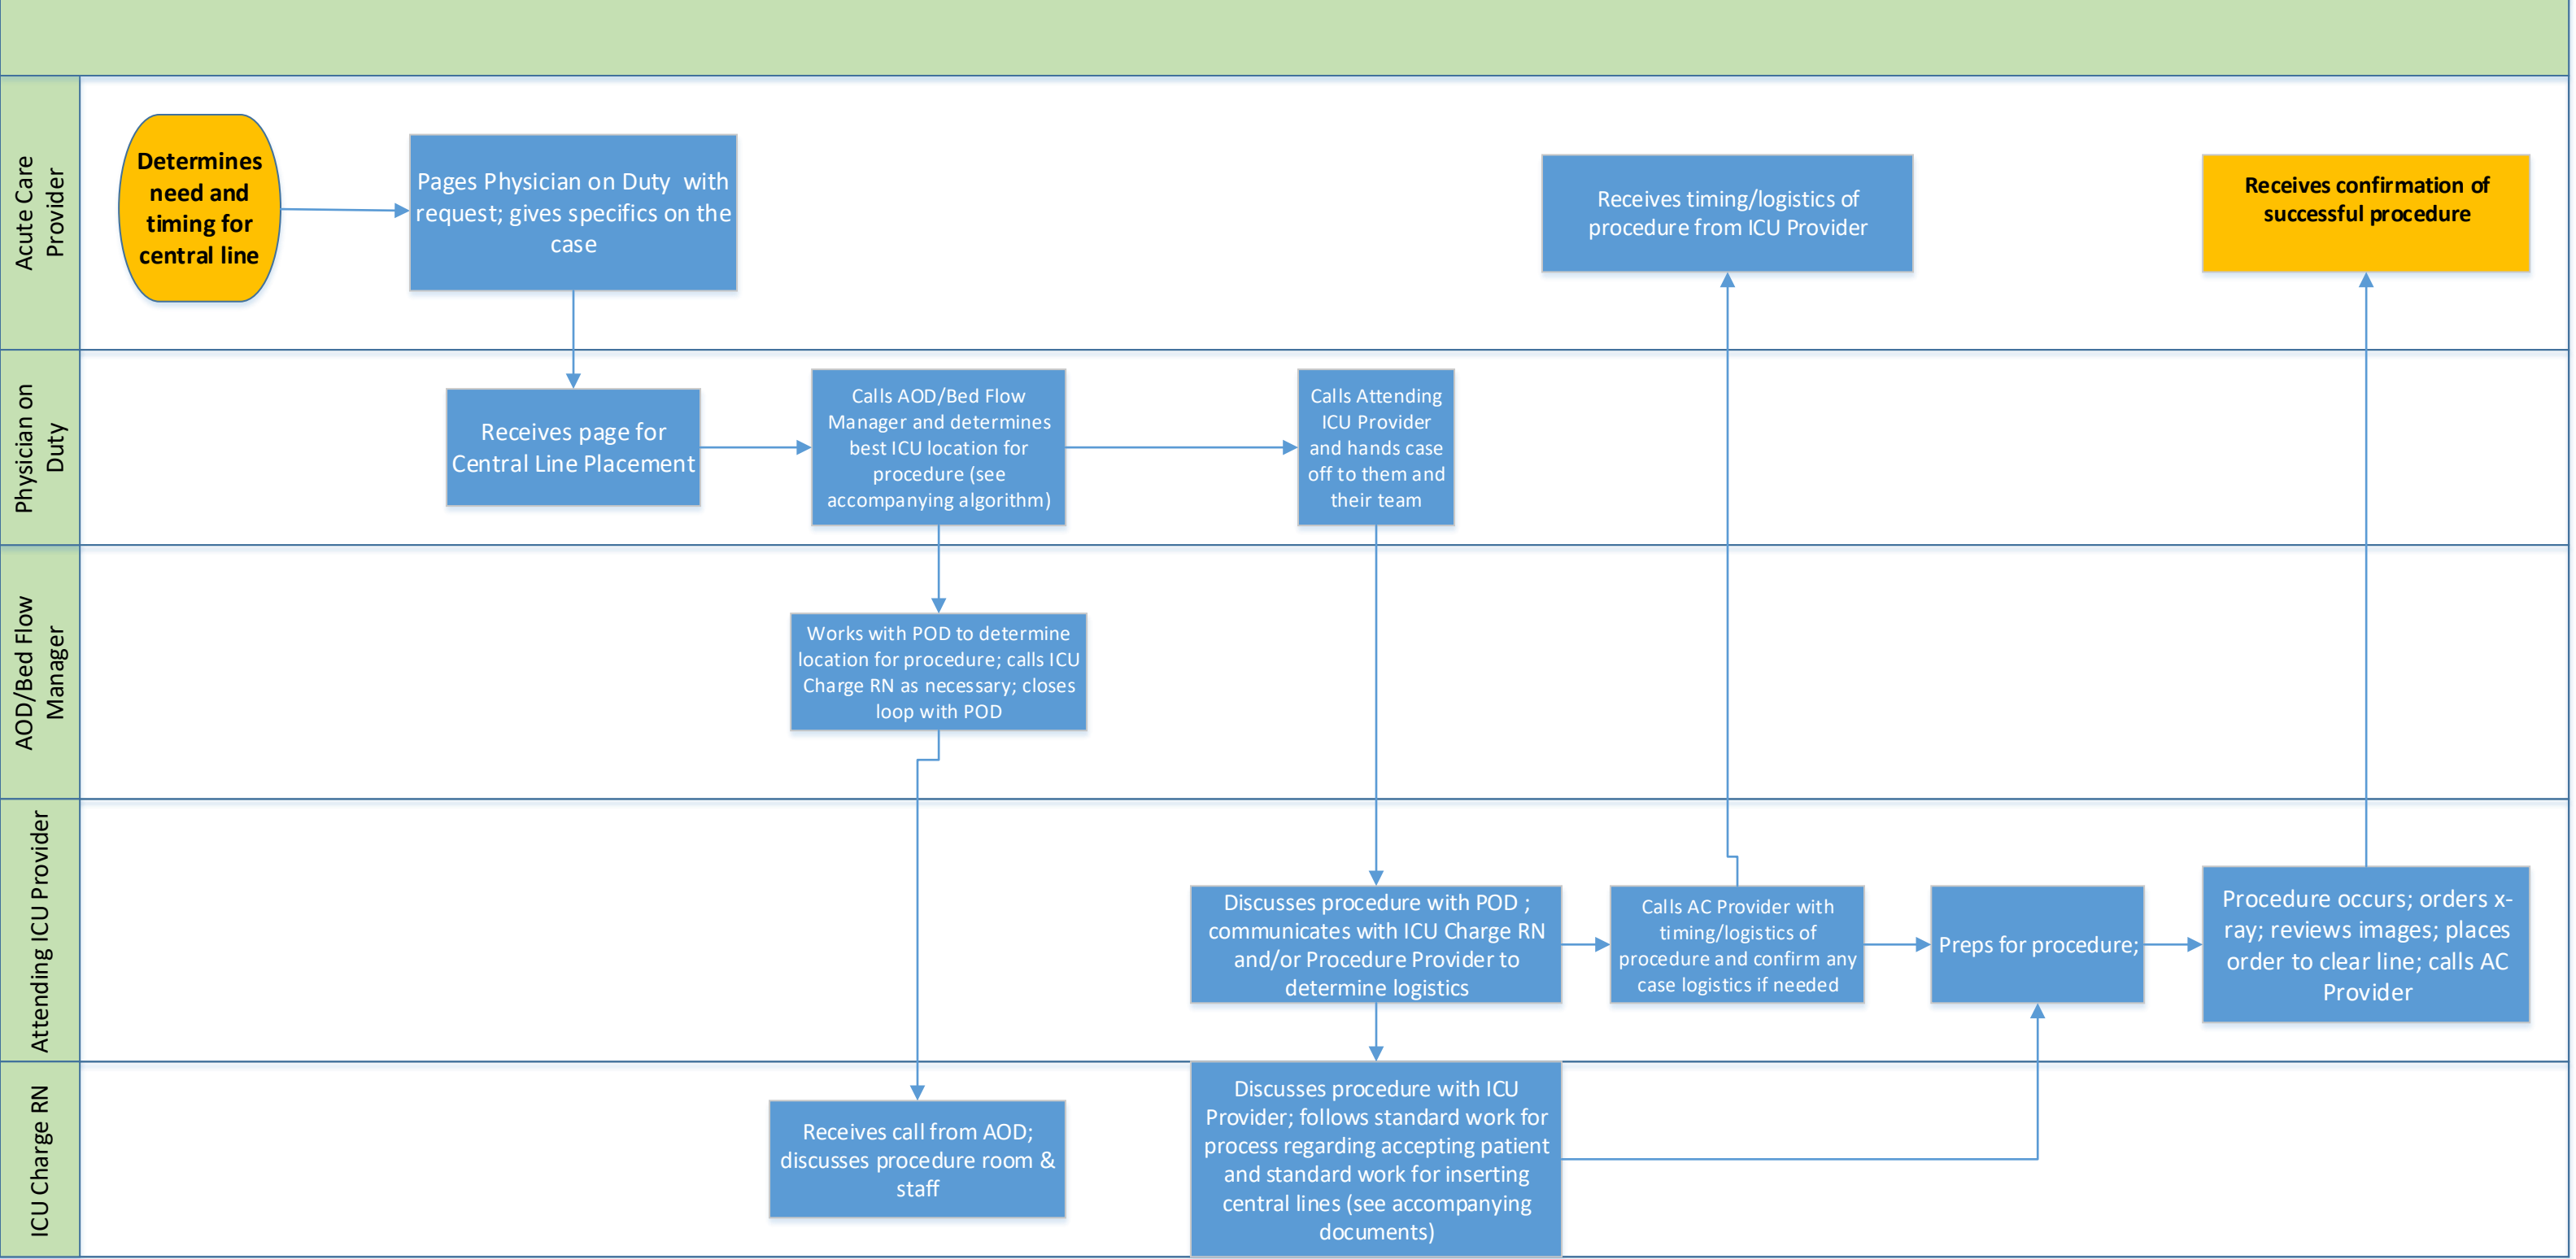 Acute Care
Provider
Determines
need and
timing for
central line
Pages Physician on Duty with
request; gives specifics on the
case
Receives timing/logistics of
procedure from ICU Provider
Receives confirmation of
successful procedure
Physician on
Duty
Receives page for
Central Line Placement
Calls AOD/Bed Flow
Manager and determines
best ICU location for
procedure (see
accompanying algorithm)
Calls Attending
ICU Provider
and hands case
off to them and
their team
AOD/Bed Flow
Manager
Works with POD to determine
location for procedure; calls ICU
Charge RN as necessary; closes
loop with POD
Attending ICU Provider
Discusses procedure with POD ;
communicates with ICU Charge RN
and/or Procedure Provider to
determine logistics
Calls AC Provider with
timing/logistics of
procedure and confirm any
case logistics if needed
Preps for procedure;
Procedure occurs; orders x-
ray; reviews images; places
order to clear line; calls AC
Provider
ICU Charge RN
Receives call from AOD;
discusses procedure room &
staff
Discusses procedure with ICU
Provider; follows standard work for
process regarding accepting patient
and standard work for inserting
central lines (see accompanying
documents)